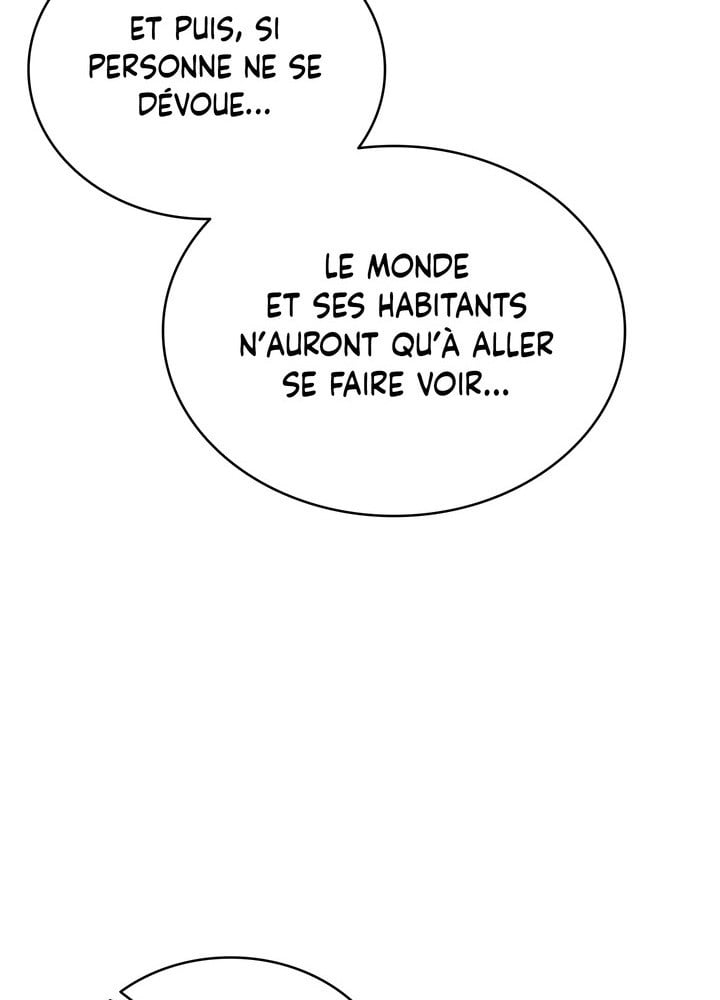 ET PUIS, SI
PERSONNE NE SE
DÉVOUE...
LE MONDE
ET SES HABITANTS
N'AURONT QU'À ALLER
SE FAIRE VOIR...